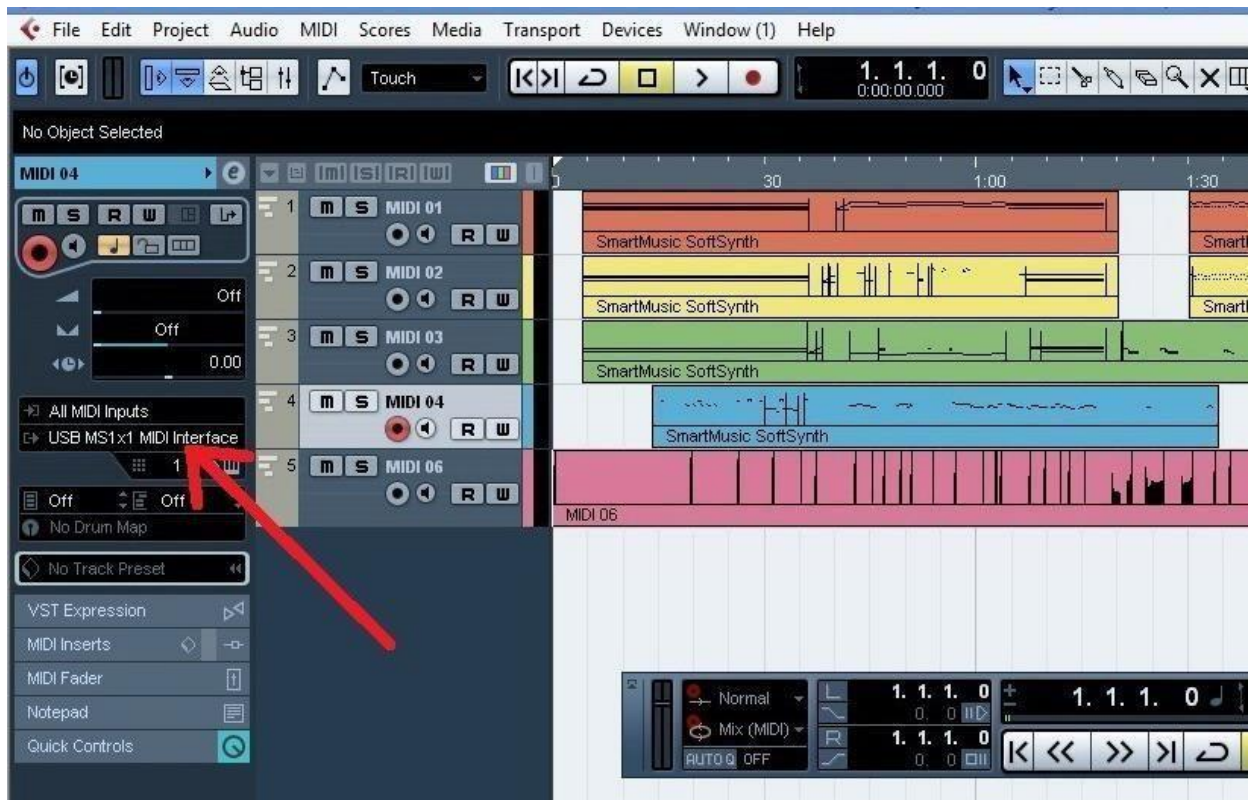 File Edit Project Audio MIDI Scores Media Transport Devices Window (1) Help
Touch 1. 1. 1. 0
0:00:00.000
No Object Selected
MIDI 04 e m S R W 30 1:00 1:30
m S R W
Off
Off
0.00
All MIDI Inputs
USB MS1x1 MIDI Interface
1
Off Off
No Drum Map
No Track Preset
VST Expression
MIDI Inserts
MIDI Fader
Notepad
Quick Controls
1 m S MIDI 01
R W
2 m S MIDI 02
R W
3 m S MIDI 03
R W
4 m S MIDI 04
R W
5 m S MIDI 06
R W
SmartMusic SoftSynth
SmartMusic SoftSynth
SmartMusic SoftSynth
SmartMusic SoftSynth
MIDI 06
Normal
Mix (MIDI)
AUTO Q OFF
L 1. 1. 1. 0
0. 0
R 1. 1. 1. 0
0. 0
1. 1. 1. 0